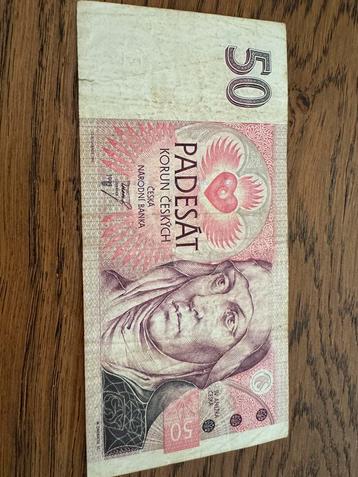 50
PADESÁT
KORUN ČESKÝCH
ČESKÁ
NÁRODNÍ BANKA
50